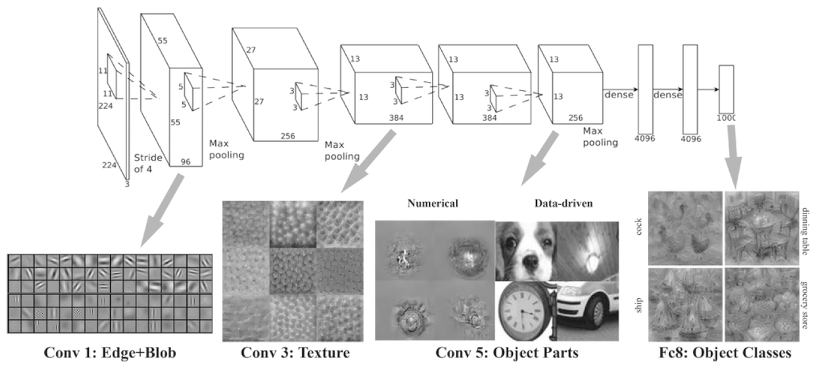 55
27
13
13
13
11
5
3
3
3
11
5
27
3
13
3
13
3
13
dense
dense
224
55
384
384
256
1000
256
Max
pooling
4096
4096
Stride
of 4
96
Max
pooling
Max
pooling
224
3
Numerical
Data-driven
cock
dinning table
ship
grocery store
Conv 1: Edge+Blob
Conv 3: Texture
Conv 5: Object Parts
Fc8: Object Classes